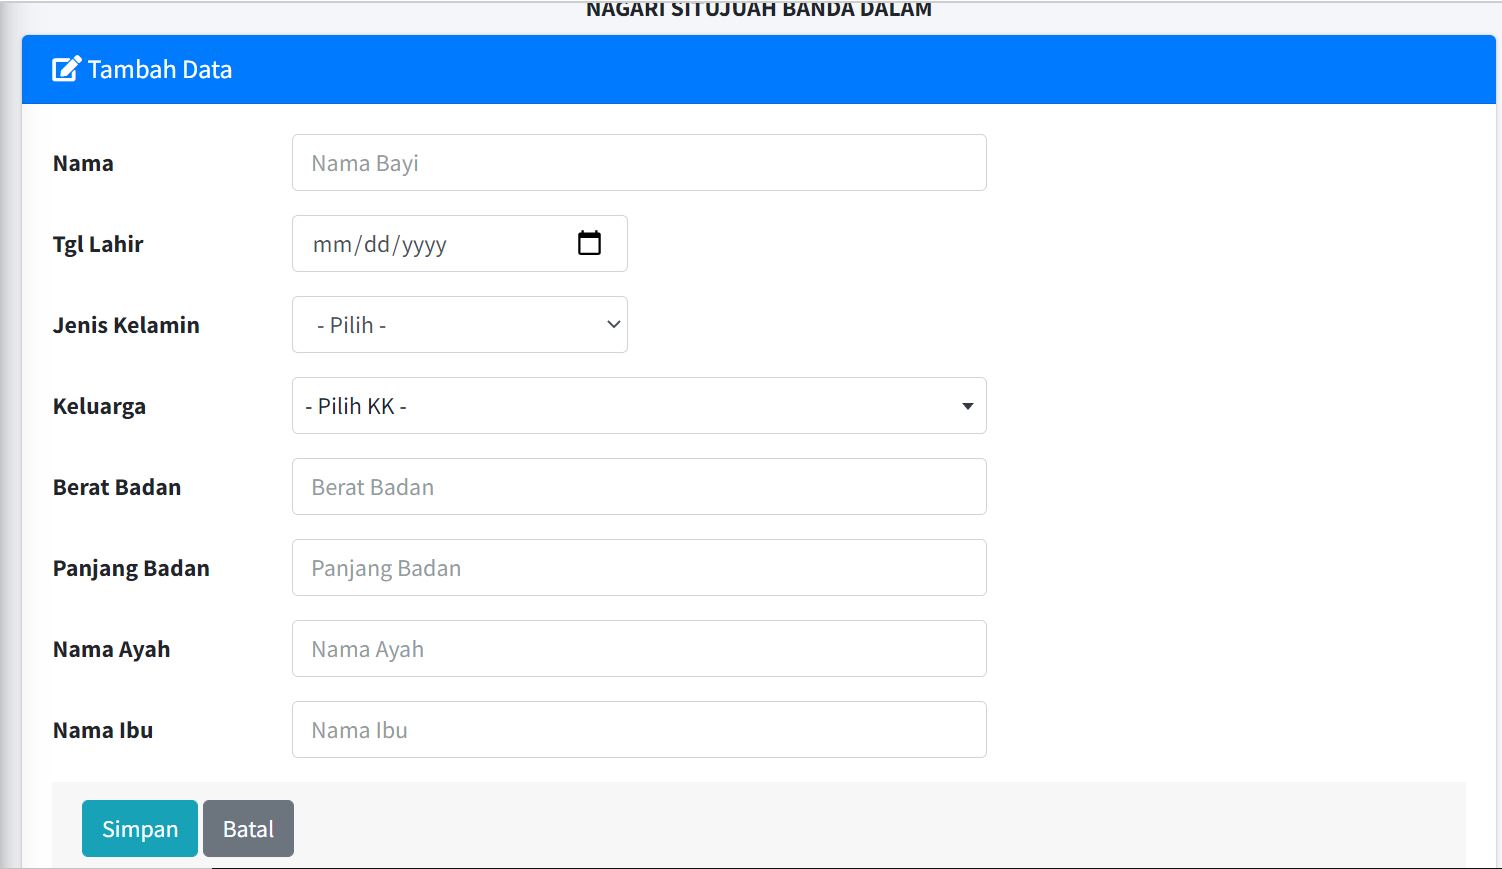 NAGARI SITUJUAH BANDA DALAM
Tambah Data
Nama Nama Bayi
Tgl Lahir mm/dd/yyyy
Jenis Kelamin - Pilih -
Keluarga - Pilih KK -
Berat Badan Berat Badan
Panjang Badan Panjang Badan
Nama Ayah Nama Ayah
Nama Ibu Nama Ibu
Simpan Batal